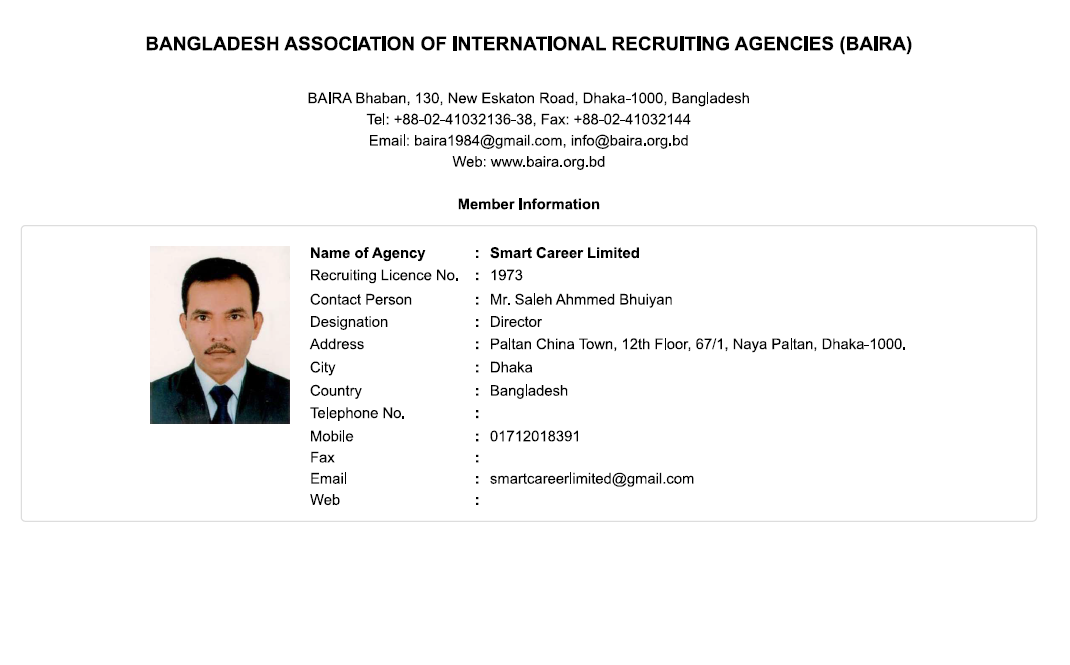 BANGLADESH ASSOCIATION OF INTERNATIONAL RECRUITING AGENCIES (BAIRA)
BAIRA Bhaban, 130, New Eskaton Road, Dhaka-1000, Bangladesh
Tel: +88-02-41032136-38, Fax: +88-02-41032144
Email: baira1984@gmail.com, info@baira.org.bd
Web: www.baira.org.bd
Member Information
Name of Agency : Smart Career Limited
Recruiting Licence No. : 1973
Contact Person : Mr. Saleh Ahmmed Bhuiyan
Designation : Director
Address : Paltan China Town, 12th Floor, 67/1, Naya Paltan, Dhaka-1000.
City : Dhaka
Country : Bangladesh
Telephone No. :
Mobile : 01712018391
Fax :
Email : smartcareerlimited@gmail.com
Web :